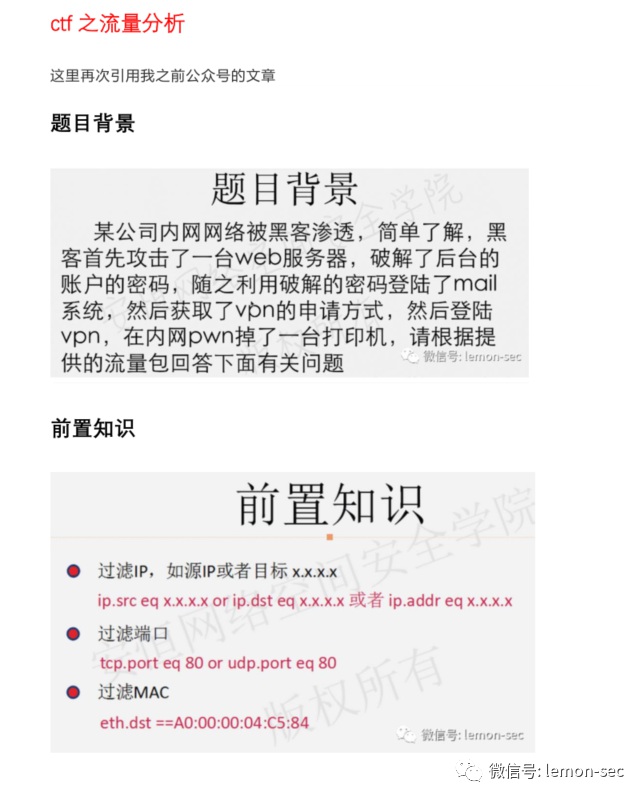 ctf 之流量分析
这里再次引用我之前公众号的文章
题目背景
题目背景
某公司内网网络被黑客渗透，简单了解，黑
客首先攻击了一台web服务器，破解了后台的
账户的密码，随之利用破解的密码登陆了mail
系统，然后获取了vpn的申请方式，然后登陆
vpn，在内网pwn掉了一台打印机，请根据提
供的流量包回答下面有关问题
微信号: lemon-sec
前置知识
前置知识
过滤IP，如源IP或者目标 x.x.x.x
ip.src eq x.x.x.x or ip.dst eq x.x.x.x 或者 ip.addr eq x.x.x.x
过滤端口
tcp.port eq 80 or udp.port eq 80
过滤MAC
eth.dst ==A0:00:00:04:C5:84
安恒网络空间安全学院
版权所有
微信号: lemon-sec
微信号: lemon-sec